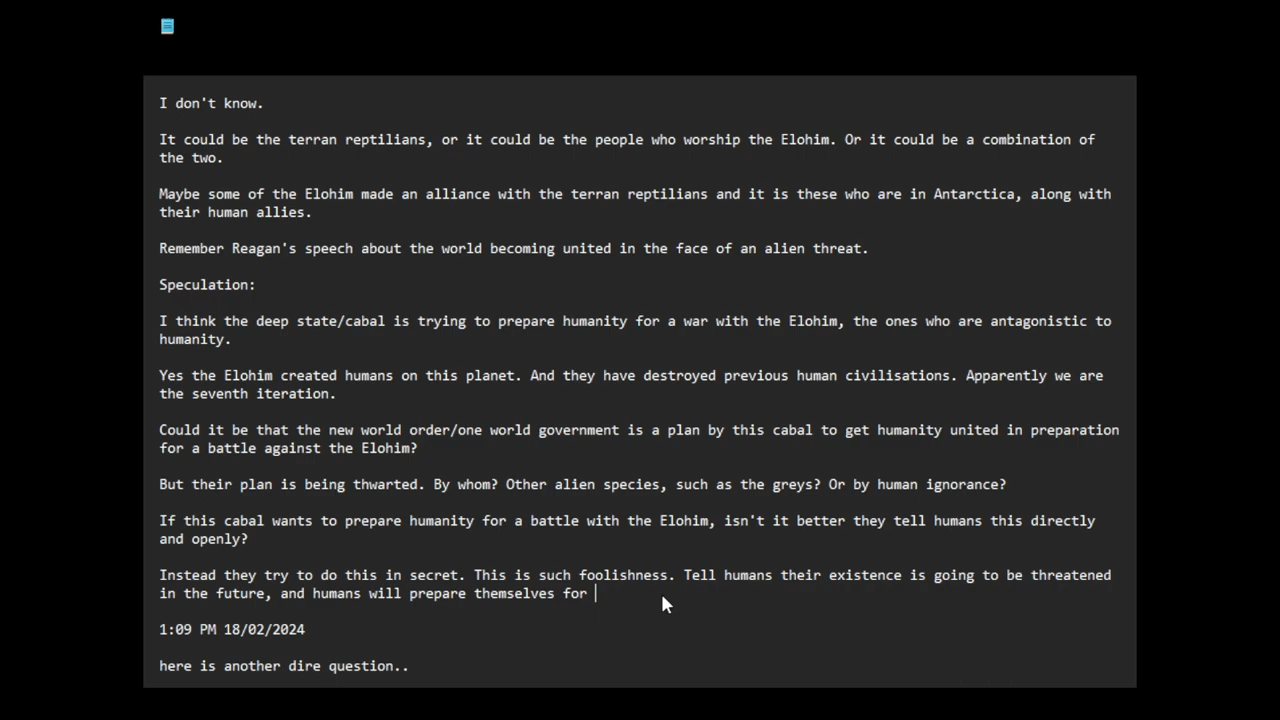 I don't know.
It could be the terran reptilians, or it could be the people who worship the Elohim. Or it could be a combination of
the two.
Maybe some of the Elohim made an alliance with the terran reptilians and it is these who are in Antarctica, along with
their human allies.
Remember Reagan's speech about the world becoming united in the face of an alien threat.
Speculation:
I think the deep state/cabal is trying to prepare humanity for a war with the Elohim, the ones who are antagonistic to
humanity.
Yes the Elohim created humans on this planet. And they have destroyed previous human civilisations. Apparently we are
the seventh iteration.
Could it be that the new world order/one world government is a plan by this cabal to get humanity united in preparation
for a battle against the Elohim?
But their plan is being thwarted. By whom? Other alien species, such as the greys? Or by human ignorance?
If this cabal wants to prepare humanity for a battle with the Elohim, isn't it better they tell humans this directly
and openly?
Instead they try to do this in secret. This is such foolishness. Tell humans their existence is going to be threatened
in the future, and humans will prepare themselves for
1:09 PM 18/02/2024
here is another dire question..